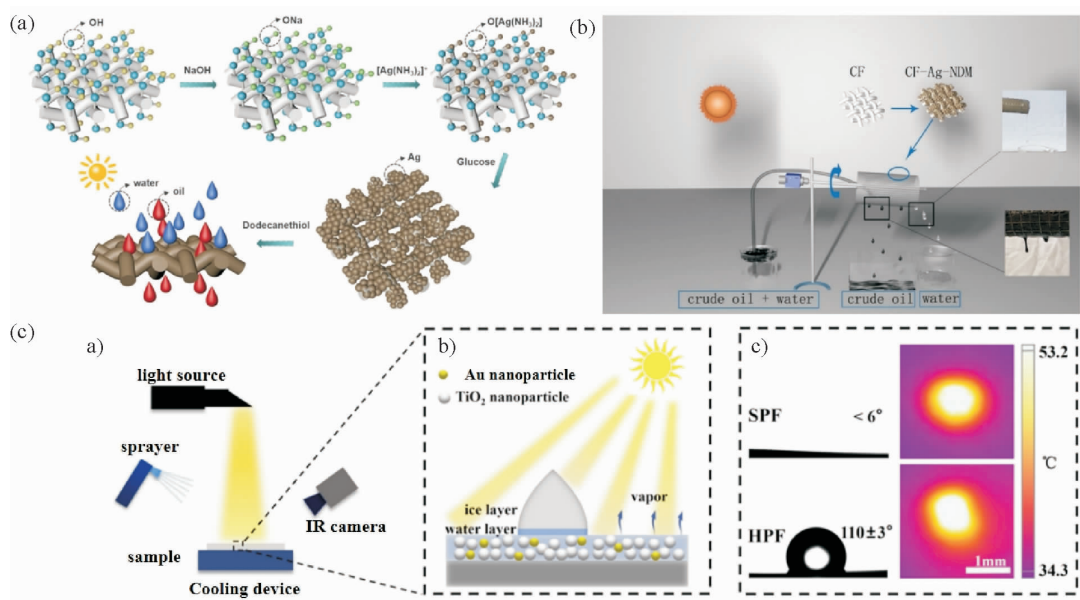 (a)
OH
ONa
O[Ag(NH₃)₂]
NaOH
[Ag(NH₃)₂]⁺
Glucose
Ag
water
oil
Dodecanethiol
(b)
CF
CF-Ag-NDM
crude oil + water
crude oil
water
(c)
a)
light source
sprayer
IR camera
sample
Cooling device
b)
Au nanoparticle
TiO₂ nanoparticle
vapor
ice layer
water layer
c)
SPF
< 6°
HPF
110±3°
1mm
53.2
°C
34.3